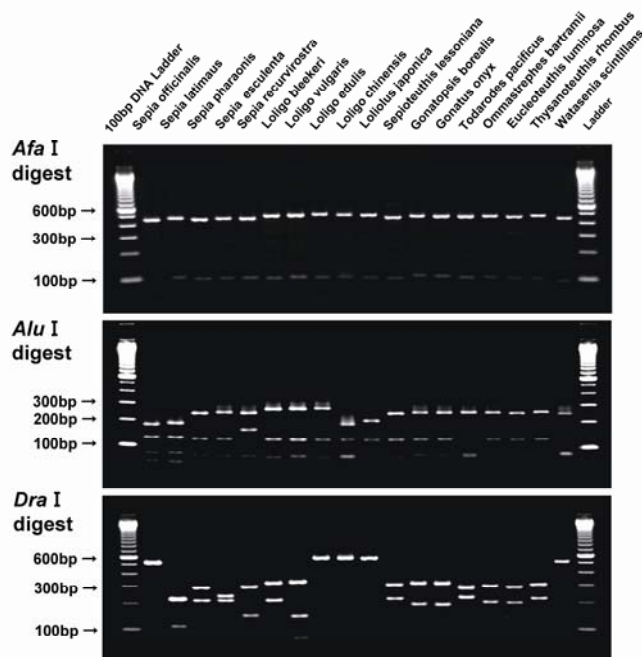 100bp DNA Ladder
Sepia officinalis
Sepia latimaus
Sepia pharaonis
Sepia esculenta
Sepia recurvirostra
Loligo bleekeri
Loligo vulgaris
Loligo edulis
Loligo chinensis
Loliolus japonica
Sepioteuthis lessoniana
Gonatopsis borealis
Gonatus onyx
Todarodes pacificus
Ommastrephes bartramii
Eucleoteuthis luminosa
Thysanoteuthis rhombus
Watasenia scintillans
Ladder
Afa I
digest
600bp →
300bp →
100bp →
Alu I
digest
300bp →
200bp →
100bp →
Dra I
digest
600bp →
300bp →
100bp →